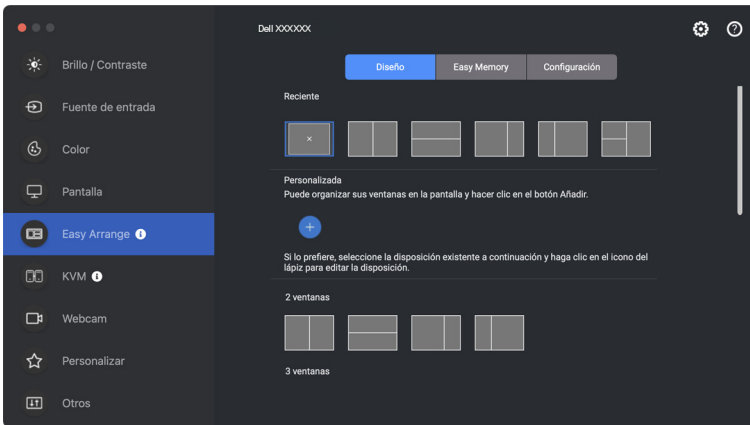 Dell XXXXXX
Brillo / Contraste
Fuente de entrada
Color
Pantalla
Easy Arrange
KVM
Webcam
Personalizar
Otros
Diseño
Easy Memory
Configuración
Reciente
Personalizada
Puede organizar sus ventanas en la pantalla y hacer clic en el botón Añadir.
Si lo prefiere, seleccione la disposición existente a continuación y haga clic en el icono del
lápiz para editar la disposición.
2 ventanas
3 ventanas